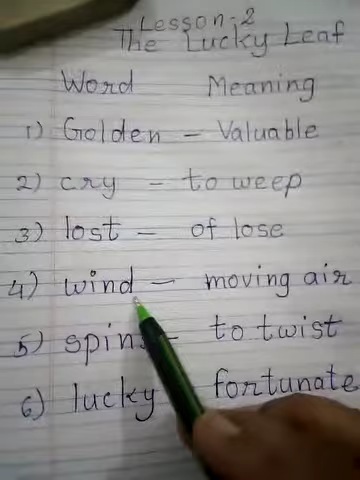 Lesson-2
The Lucky Leaf
Word Meaning
1) Golden - Valuable
2) cry - to weep
3) lost - of lose
4) wind - moving air
5) spin - to twist
6) lucky fortunate